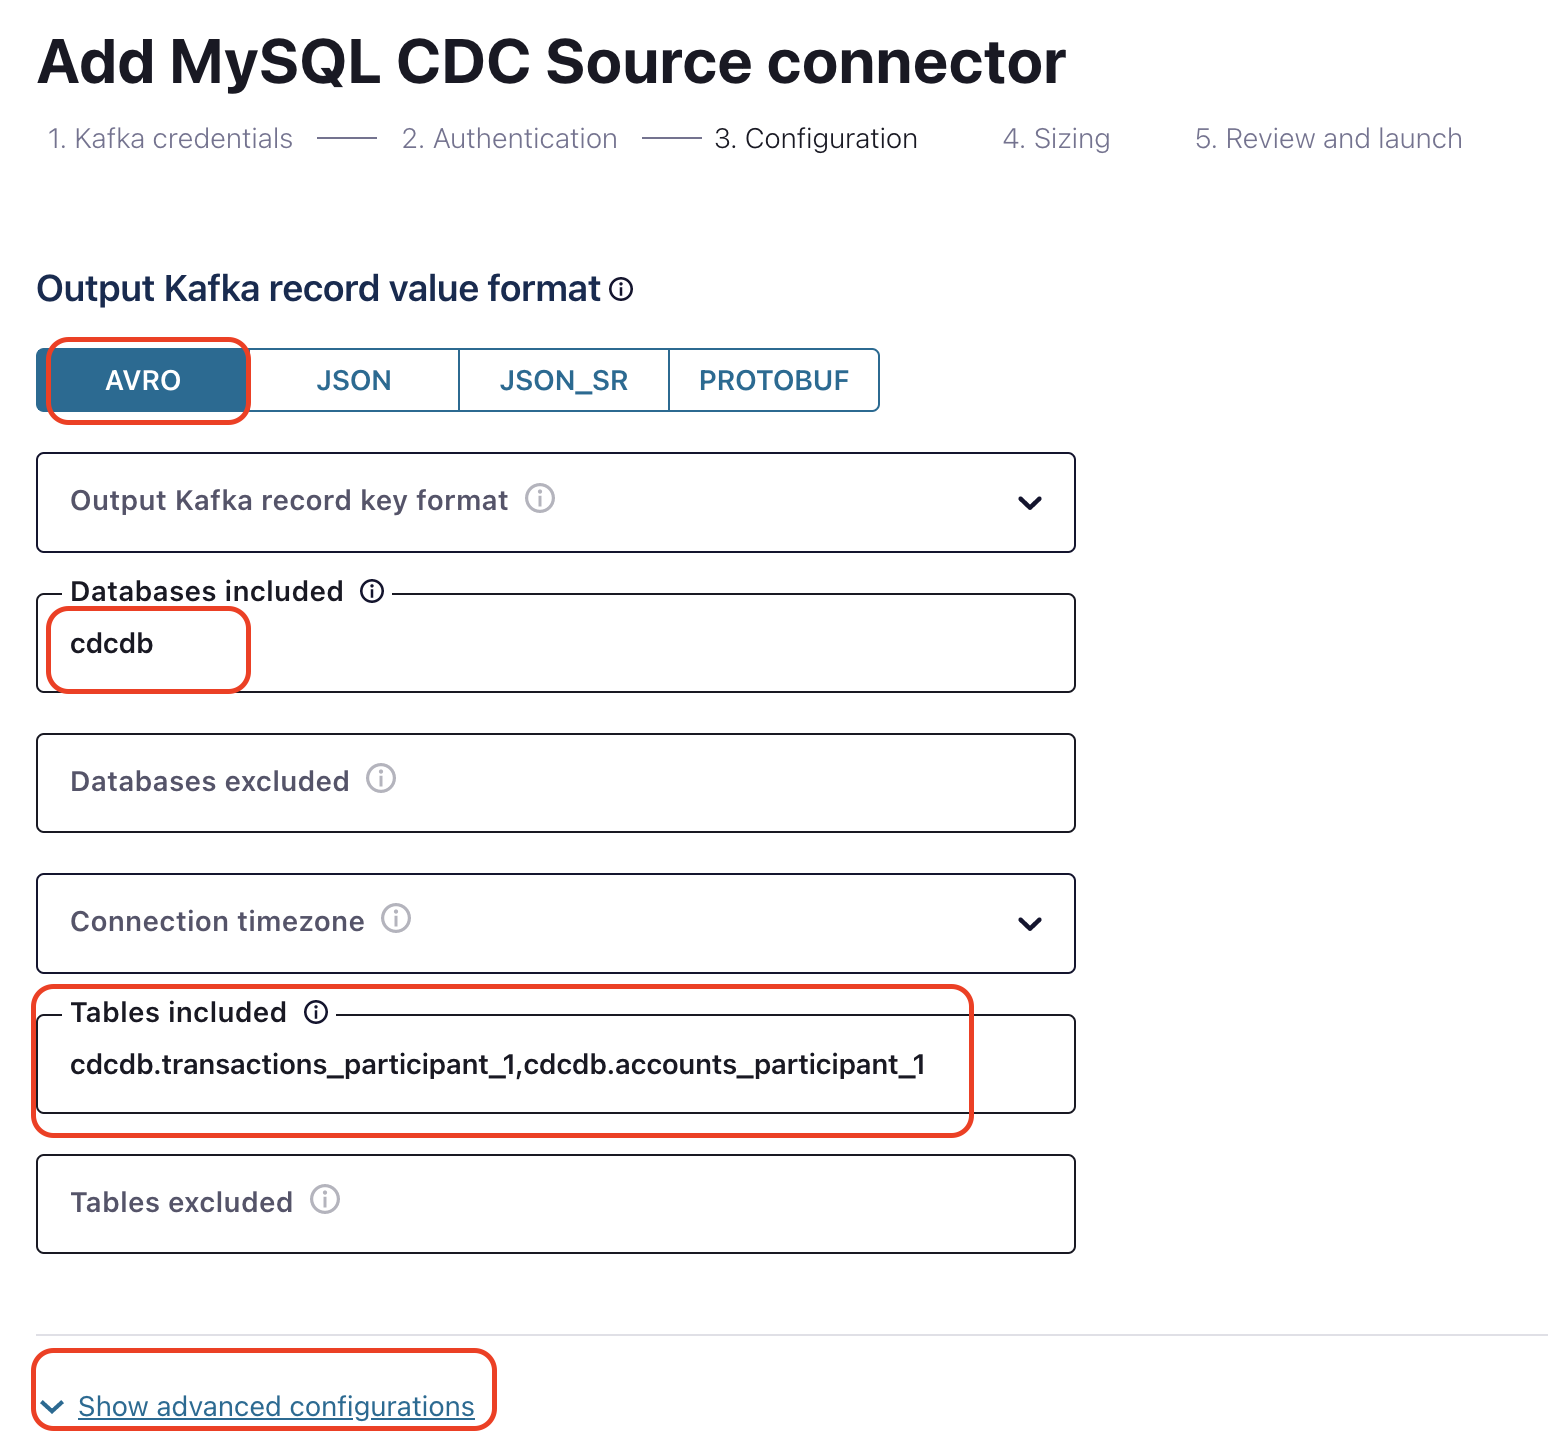 Add MySQL CDC Source connector
1. Kafka credentials 2. Authentication 3. Configuration 4. Sizing 5. Review and launch
Output Kafka record value format
AVRO JSON JSON_SR PROTOBUF
Output Kafka record key format
Databases included
cdcdb
Databases excluded
Connection timezone
Tables included
cdcdb.transactions_participant_1,cdcdb.accounts_participant_1
Tables excluded
Show advanced configurations